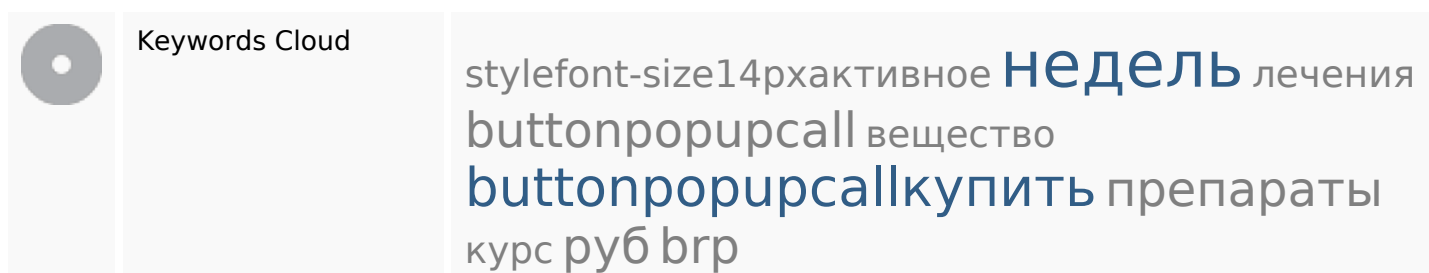 Keywords Cloud
stylefont-size14pxактивное недель лечения
buttonpopupcall вещество
buttonpopupcallкупить препараты
курс руб brp